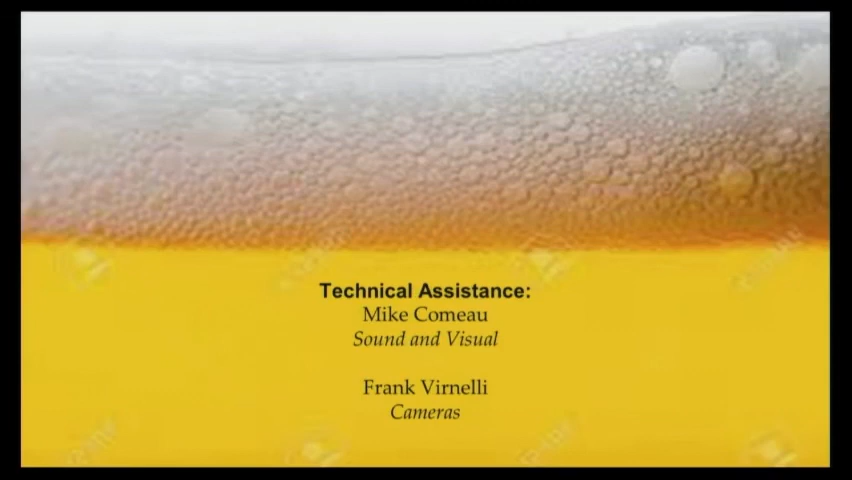 Technical Assistance:
Mike Comeau
Sound and Visual
Frank Virnelli
Cameras